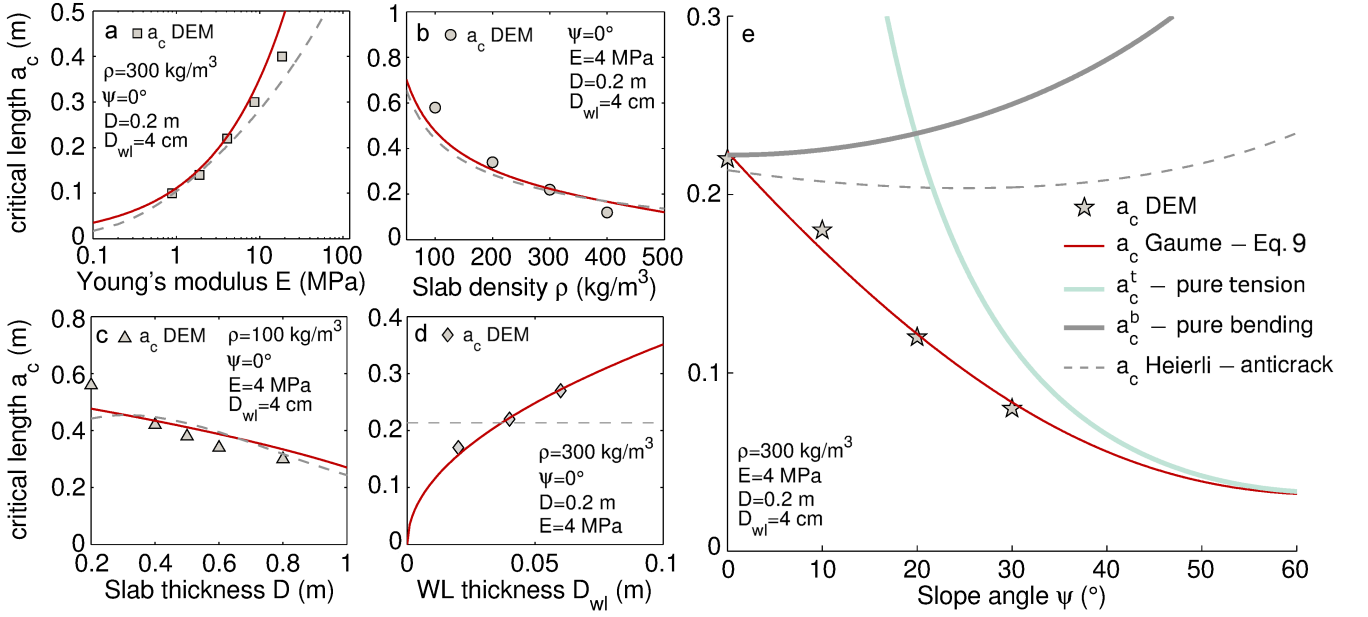 a
a_c DEM
ρ=300 kg/m³
ψ=0°
D=0.2 m
D_wl=4 cm
0.5
0.4
0.3
0.2
0.1
0
0.1
1
10
100
critical length a_c (m)
Young's modulus E (MPa)
b
a_c DEM
ψ=0°
E=4 MPa
D=0.2 m
D_wl=4 cm
1
0.8
0.6
0.4
0.2
0
100
200
300
400
500
Slab density ρ (kg/m³)
c
a_c DEM
ρ=100 kg/m³
ψ=0°
E=4 MPa
D_wl=4 cm
0.8
0.6
0.4
0.2
0
0.2
0.4
0.6
0.8
1
critical length a_c (m)
Slab thickness D (m)
d
a_c DEM
ρ=300 kg/m³
ψ=0°
D=0.2 m
E=4 MPa
0.4
0.3
0.2
0.1
0
0
0.05
0.1
WL thickness D_wl (m)
e
0.3
0.2
0.1
0
a_c DEM
a_c Gaume – Eq. 9
a_c^t – pure tension
a_c^b – pure bending
a_c Heierli – anticrack
ρ=300 kg/m³
E=4 MPa
D=0.2 m
D_wl=4 cm
0
10
20
30
40
50
60
Slope angle ψ (°)